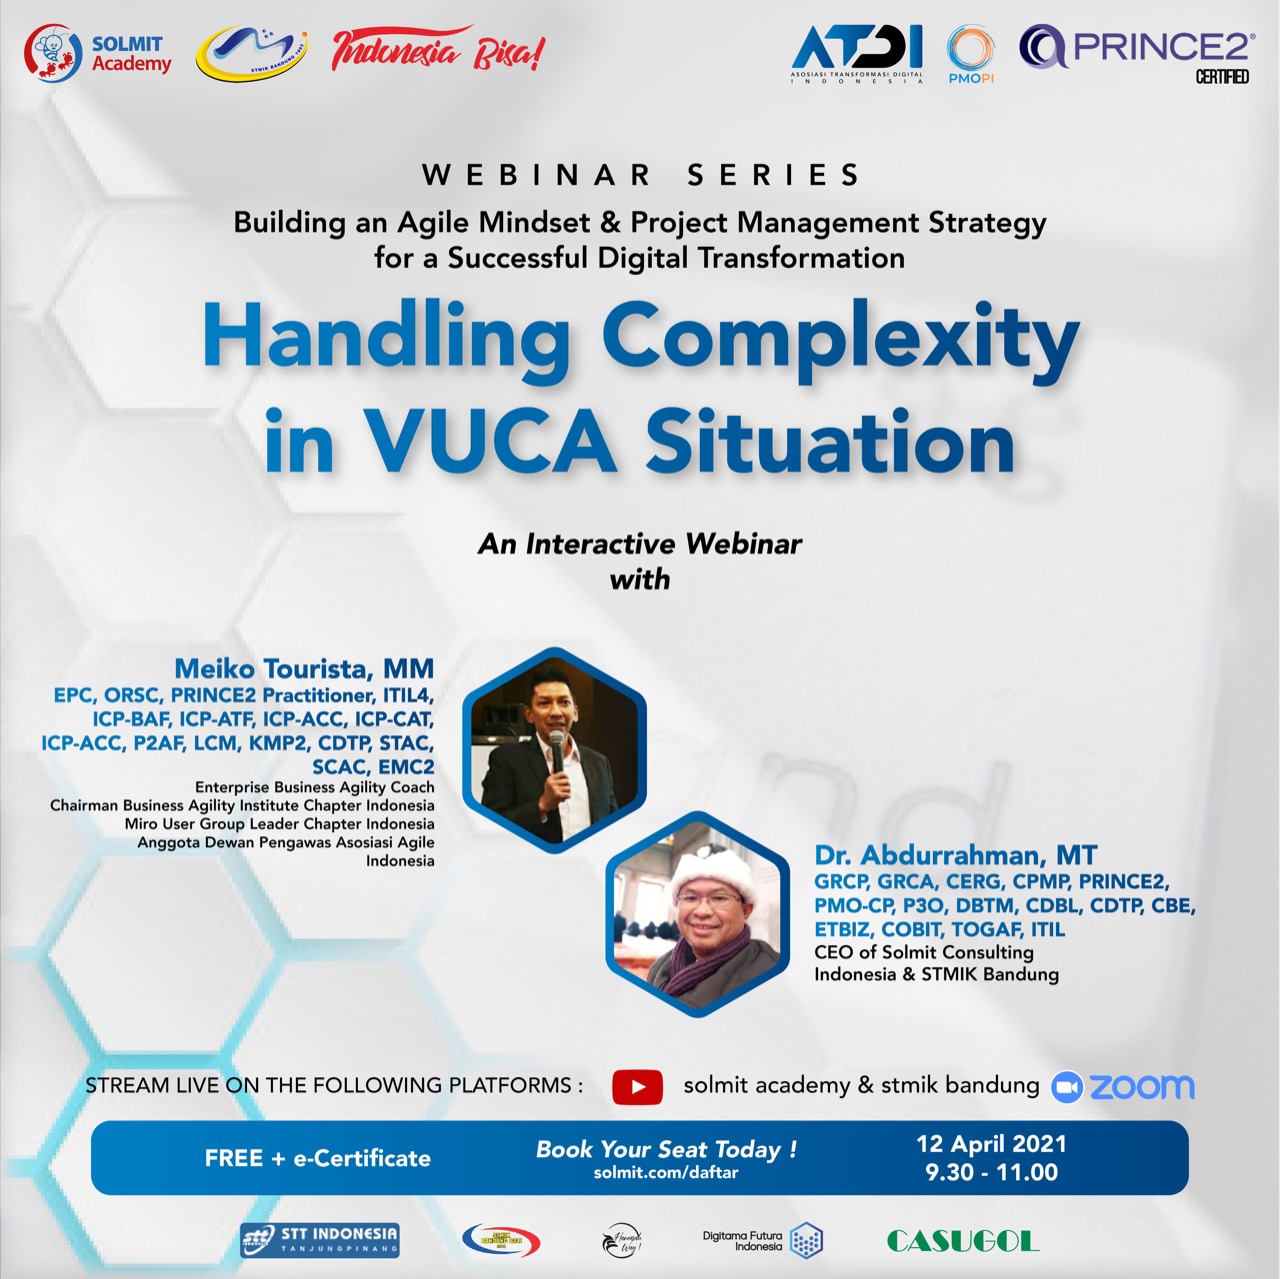 SOLMIT
Academy
STMIK BANDUNG 1992
Indonesia Bisa!
ATDI
ASOSIASI TRANSFORMASI DIGITAL
INDONESIA
PMOPI
PRINCE2®
CERTIFIED
WEBINAR SERIES
Building an Agile Mindset & Project Management Strategy
for a Successful Digital Transformation
Handling Complexity
in VUCA Situation
An Interactive Webinar
with
Meiko Tourista, MM
EPC, ORSC, PRINCE2 Practitioner, ITIL4,
ICP-BAF, ICP-ATF, ICP-ACC, ICP-CAT,
ICP-ACC, P2AF, LCM, KMP2, CDTP, STAC,
SCAC, EMC2
Enterprise Business Agility Coach
Chairman Business Agility Institute Chapter Indonesia
Miro User Group Leader Chapter Indonesia
Anggota Dewan Pengawas Asosiasi Agile
Indonesia
Dr. Abdurrahman, MT
GRCP, GRCA, CERG, CPMP, PRINCE2,
PMO-CP, P3O, DBTM, CDBL, CDTP, CBE,
ETBIZ, COBIT, TOGAF, ITIL
CEO of Solmit Consulting
Indonesia & STMIK Bandung
STREAM LIVE ON THE FOLLOWING PLATFORMS :
solmit academy & stmik bandung
zoom
FREE + e-Certificate
Book Your Seat Today !
solmit.com/daftar
12 April 2021
9.30 - 11.00
stt
STT INDONESIA
TANJUNGPINANG
STMIK
BANDUNG BALI
Digitama Futura
Indonesia
CASUGOL